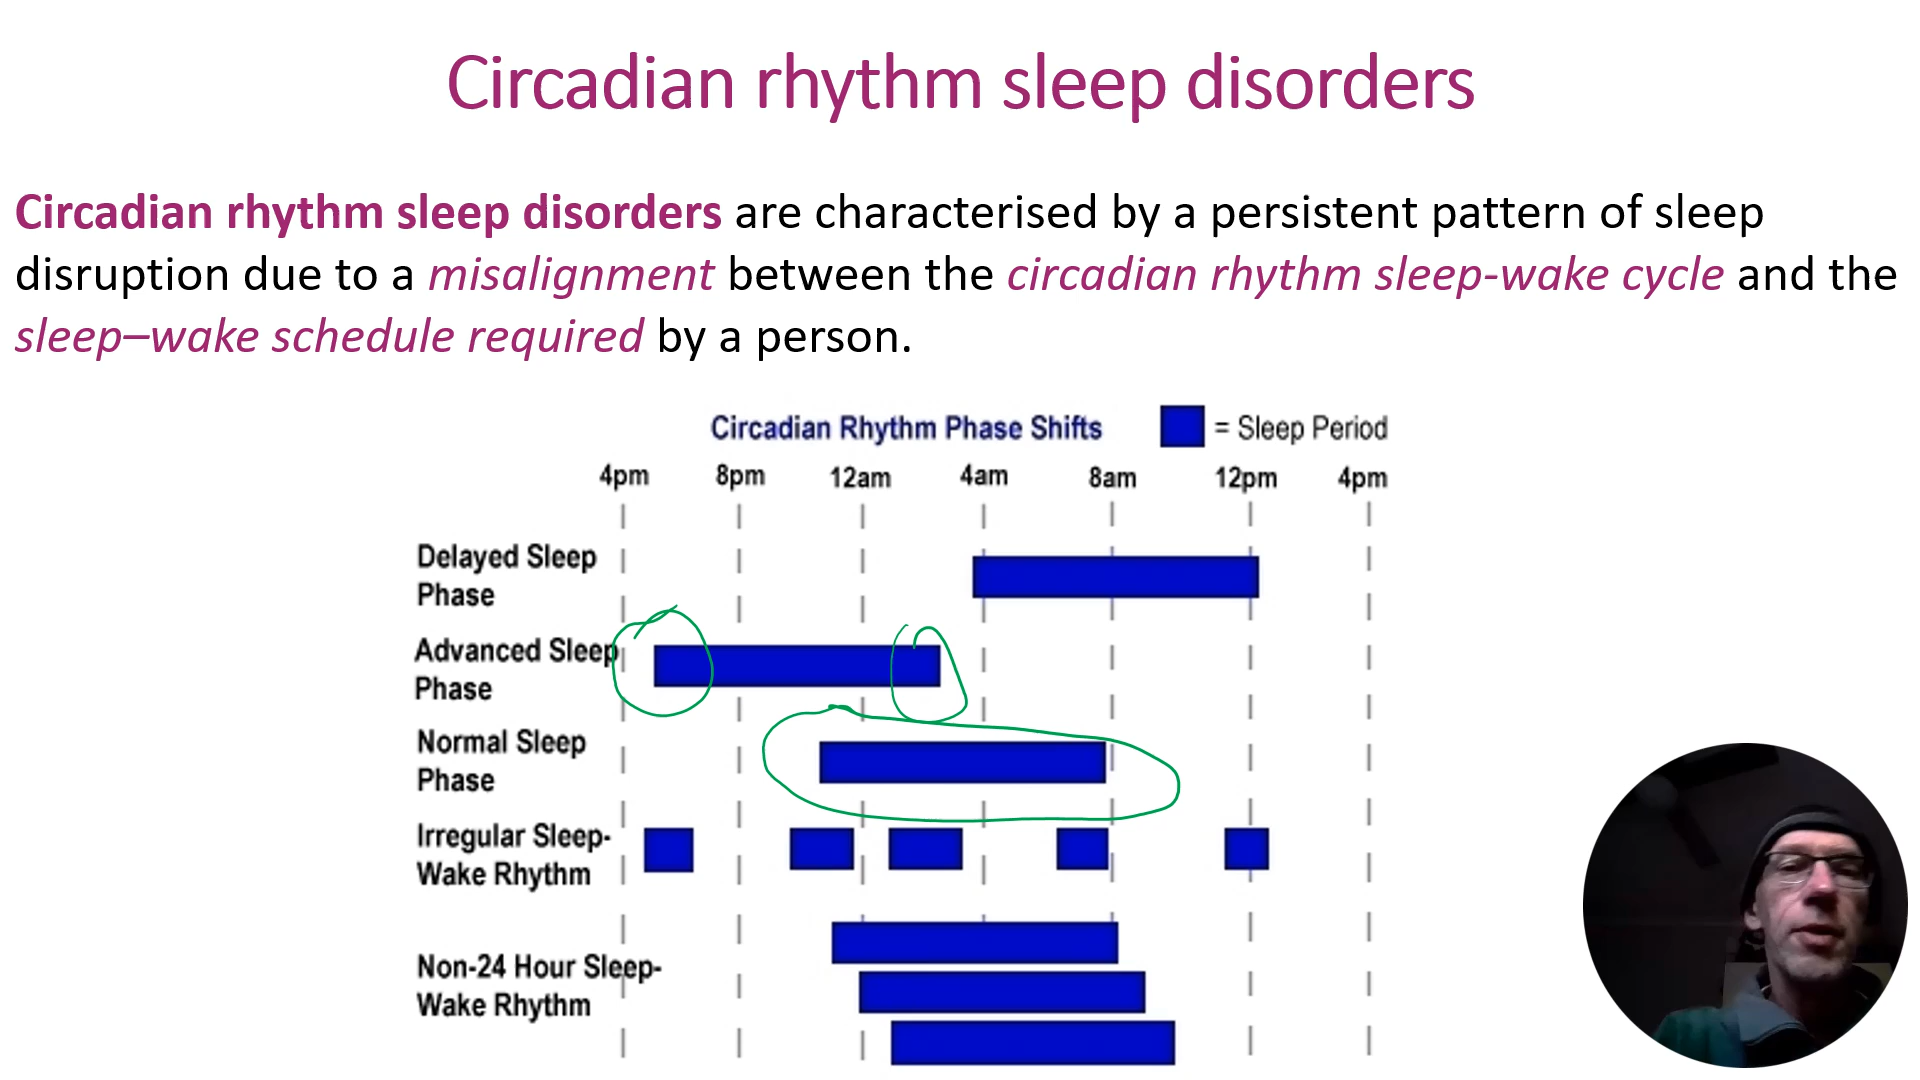 Circadian rhythm sleep disorders
Circadian rhythm sleep disorders are characterised by a persistent pattern of sleep
disruption due to a misalignment between the circadian rhythm sleep-wake cycle and the
sleep–wake schedule required by a person.
Circadian Rhythm Phase Shifts = Sleep Period
4pm 8pm 12am 4am 8am 12pm 4pm
Delayed Sleep
Phase
Advanced Sleep
Phase
Normal Sleep
Phase
Irregular Sleep-
Wake Rhythm
Non-24 Hour Sleep-
Wake Rhythm